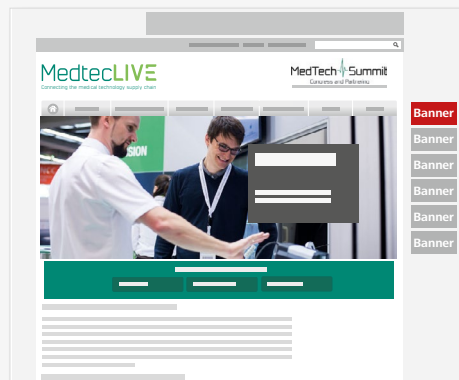 MedtecLIVE
Connecting the medical technology supply chain
MedTech Summit
Congress and Partnering
SION
Banner
Banner
Banner
Banner
Banner
Banner